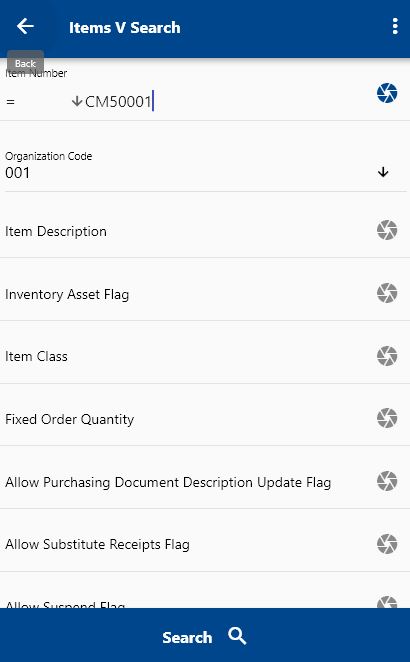 Items V Search
Back
Item Number
= CM50001
Organization Code
001
Item Description
Inventory Asset Flag
Item Class
Fixed Order Quantity
Allow Purchasing Document Description Update Flag
Allow Substitute Receipts Flag
Allow Suspend Flag
Search